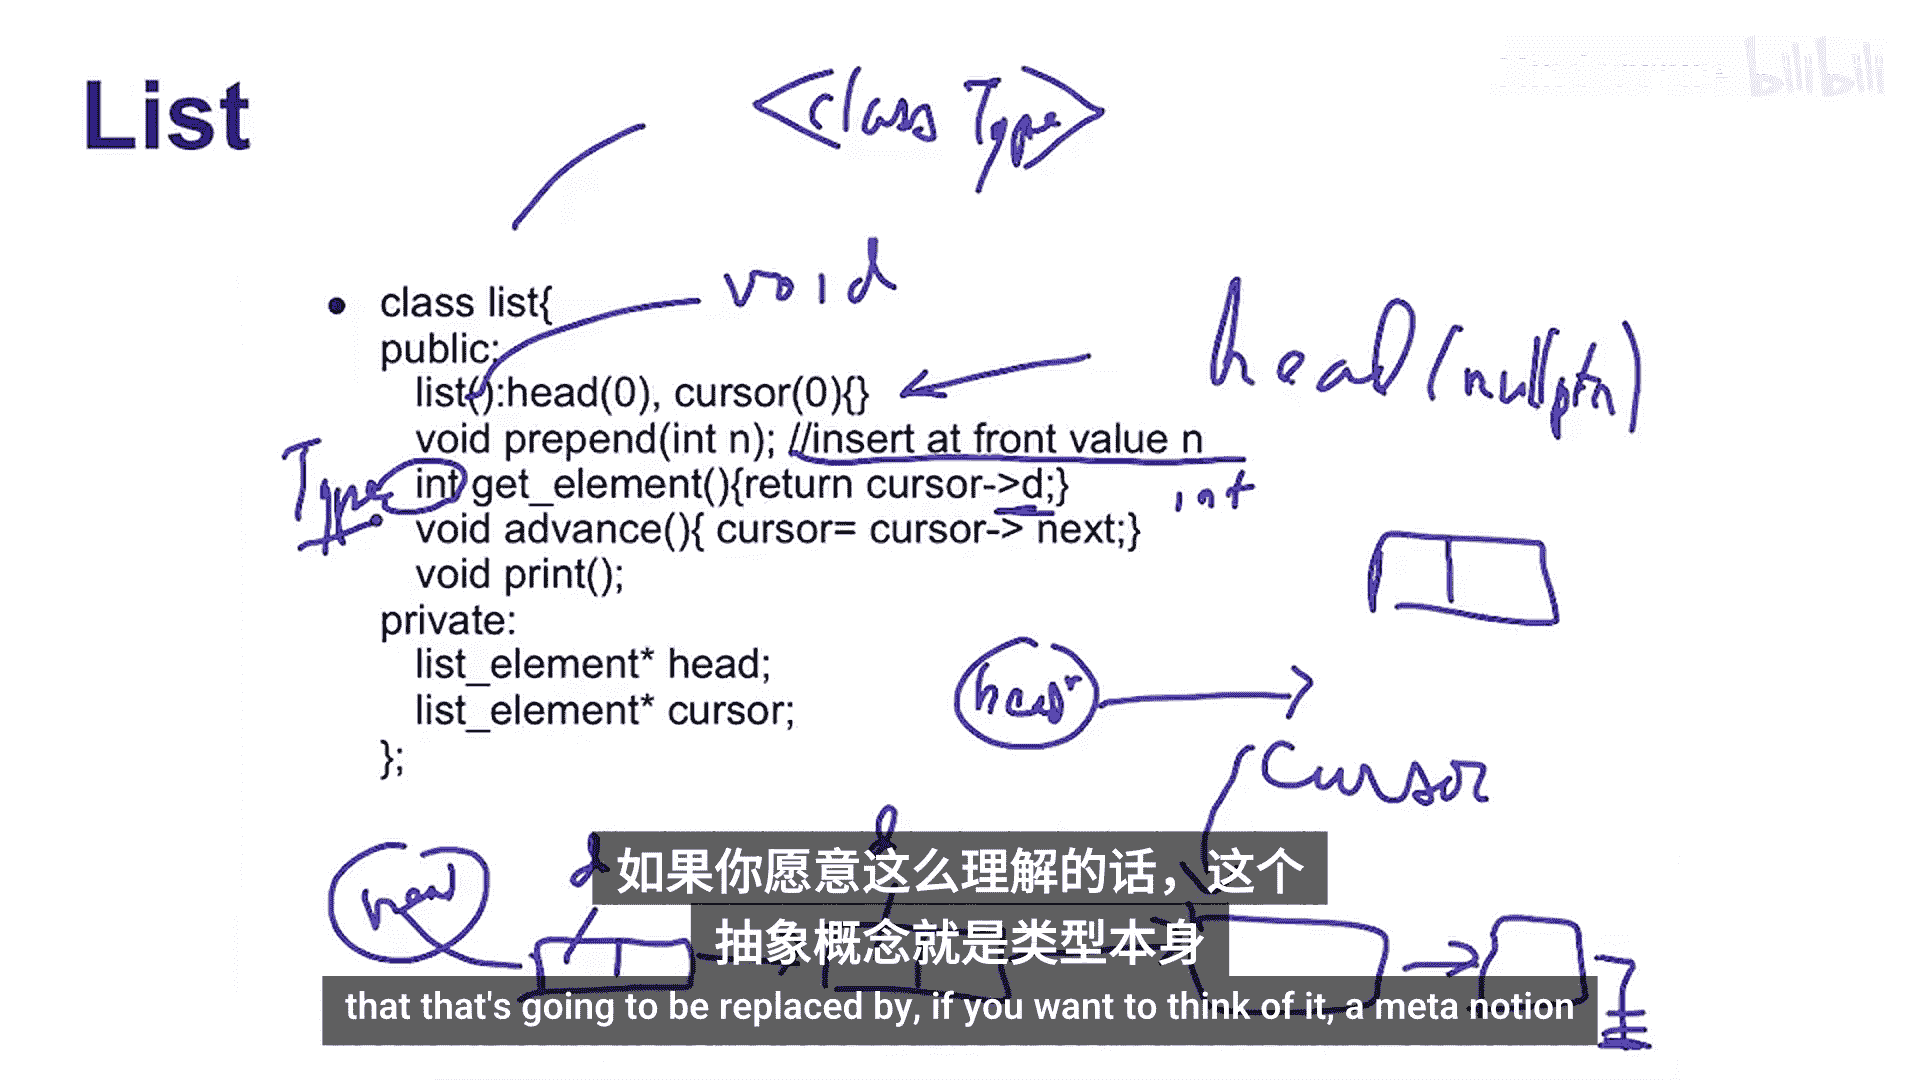 bilibili
<class Type>
List
void
• class list{
public:
list():head(0), cursor(0){}
head(nullptr)
void prepend(int n); //insert at front value n
Type
int get_element(){return cursor->d;}
int
void advance(){ cursor= cursor-> next;}
void print();
private:
list_element* head;
head
list_element* cursor;
};
cursor
d
d
head
如果你愿意这么理解的话，这个
抽象概念就是类型本身
that that's going to be replaced by, if you want to think of it, a meta notion